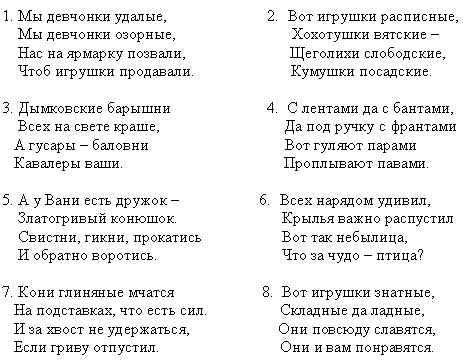 1. Мы девчонки удалые,
Мы девчонки озорные,
Нас на ярмарку позвали,
Чтоб игрушки продавали.
2. Вот игрушки расписные,
Хохотушки вятские –
Щеголихи слободские,
Кумушки посадские.
3. Дымковские барышни
Всех на свете краше,
А гусары – баловни
Кавалеры ваши.
4. С лентами да с бантами,
Да под ручку с франтами
Вот гуляют парами
Проплывают павами.
5. А у Вани есть дружок –
Златогривый конюшок.
Свистни, гикни, прокатись
И обратно воротись.
6. Всех нарядом удивил,
Крылья важно распустил
Вот так небылица,
Что за чудо – птица?
7. Кони глиняные мчатся
На подставках, что есть сил.
И за хвост не удержаться,
Если гриву отпустил.
8. Вот игрушки знатные,
Складные да ладные,
Они повсюду славятся,
Они и вам понравятся.